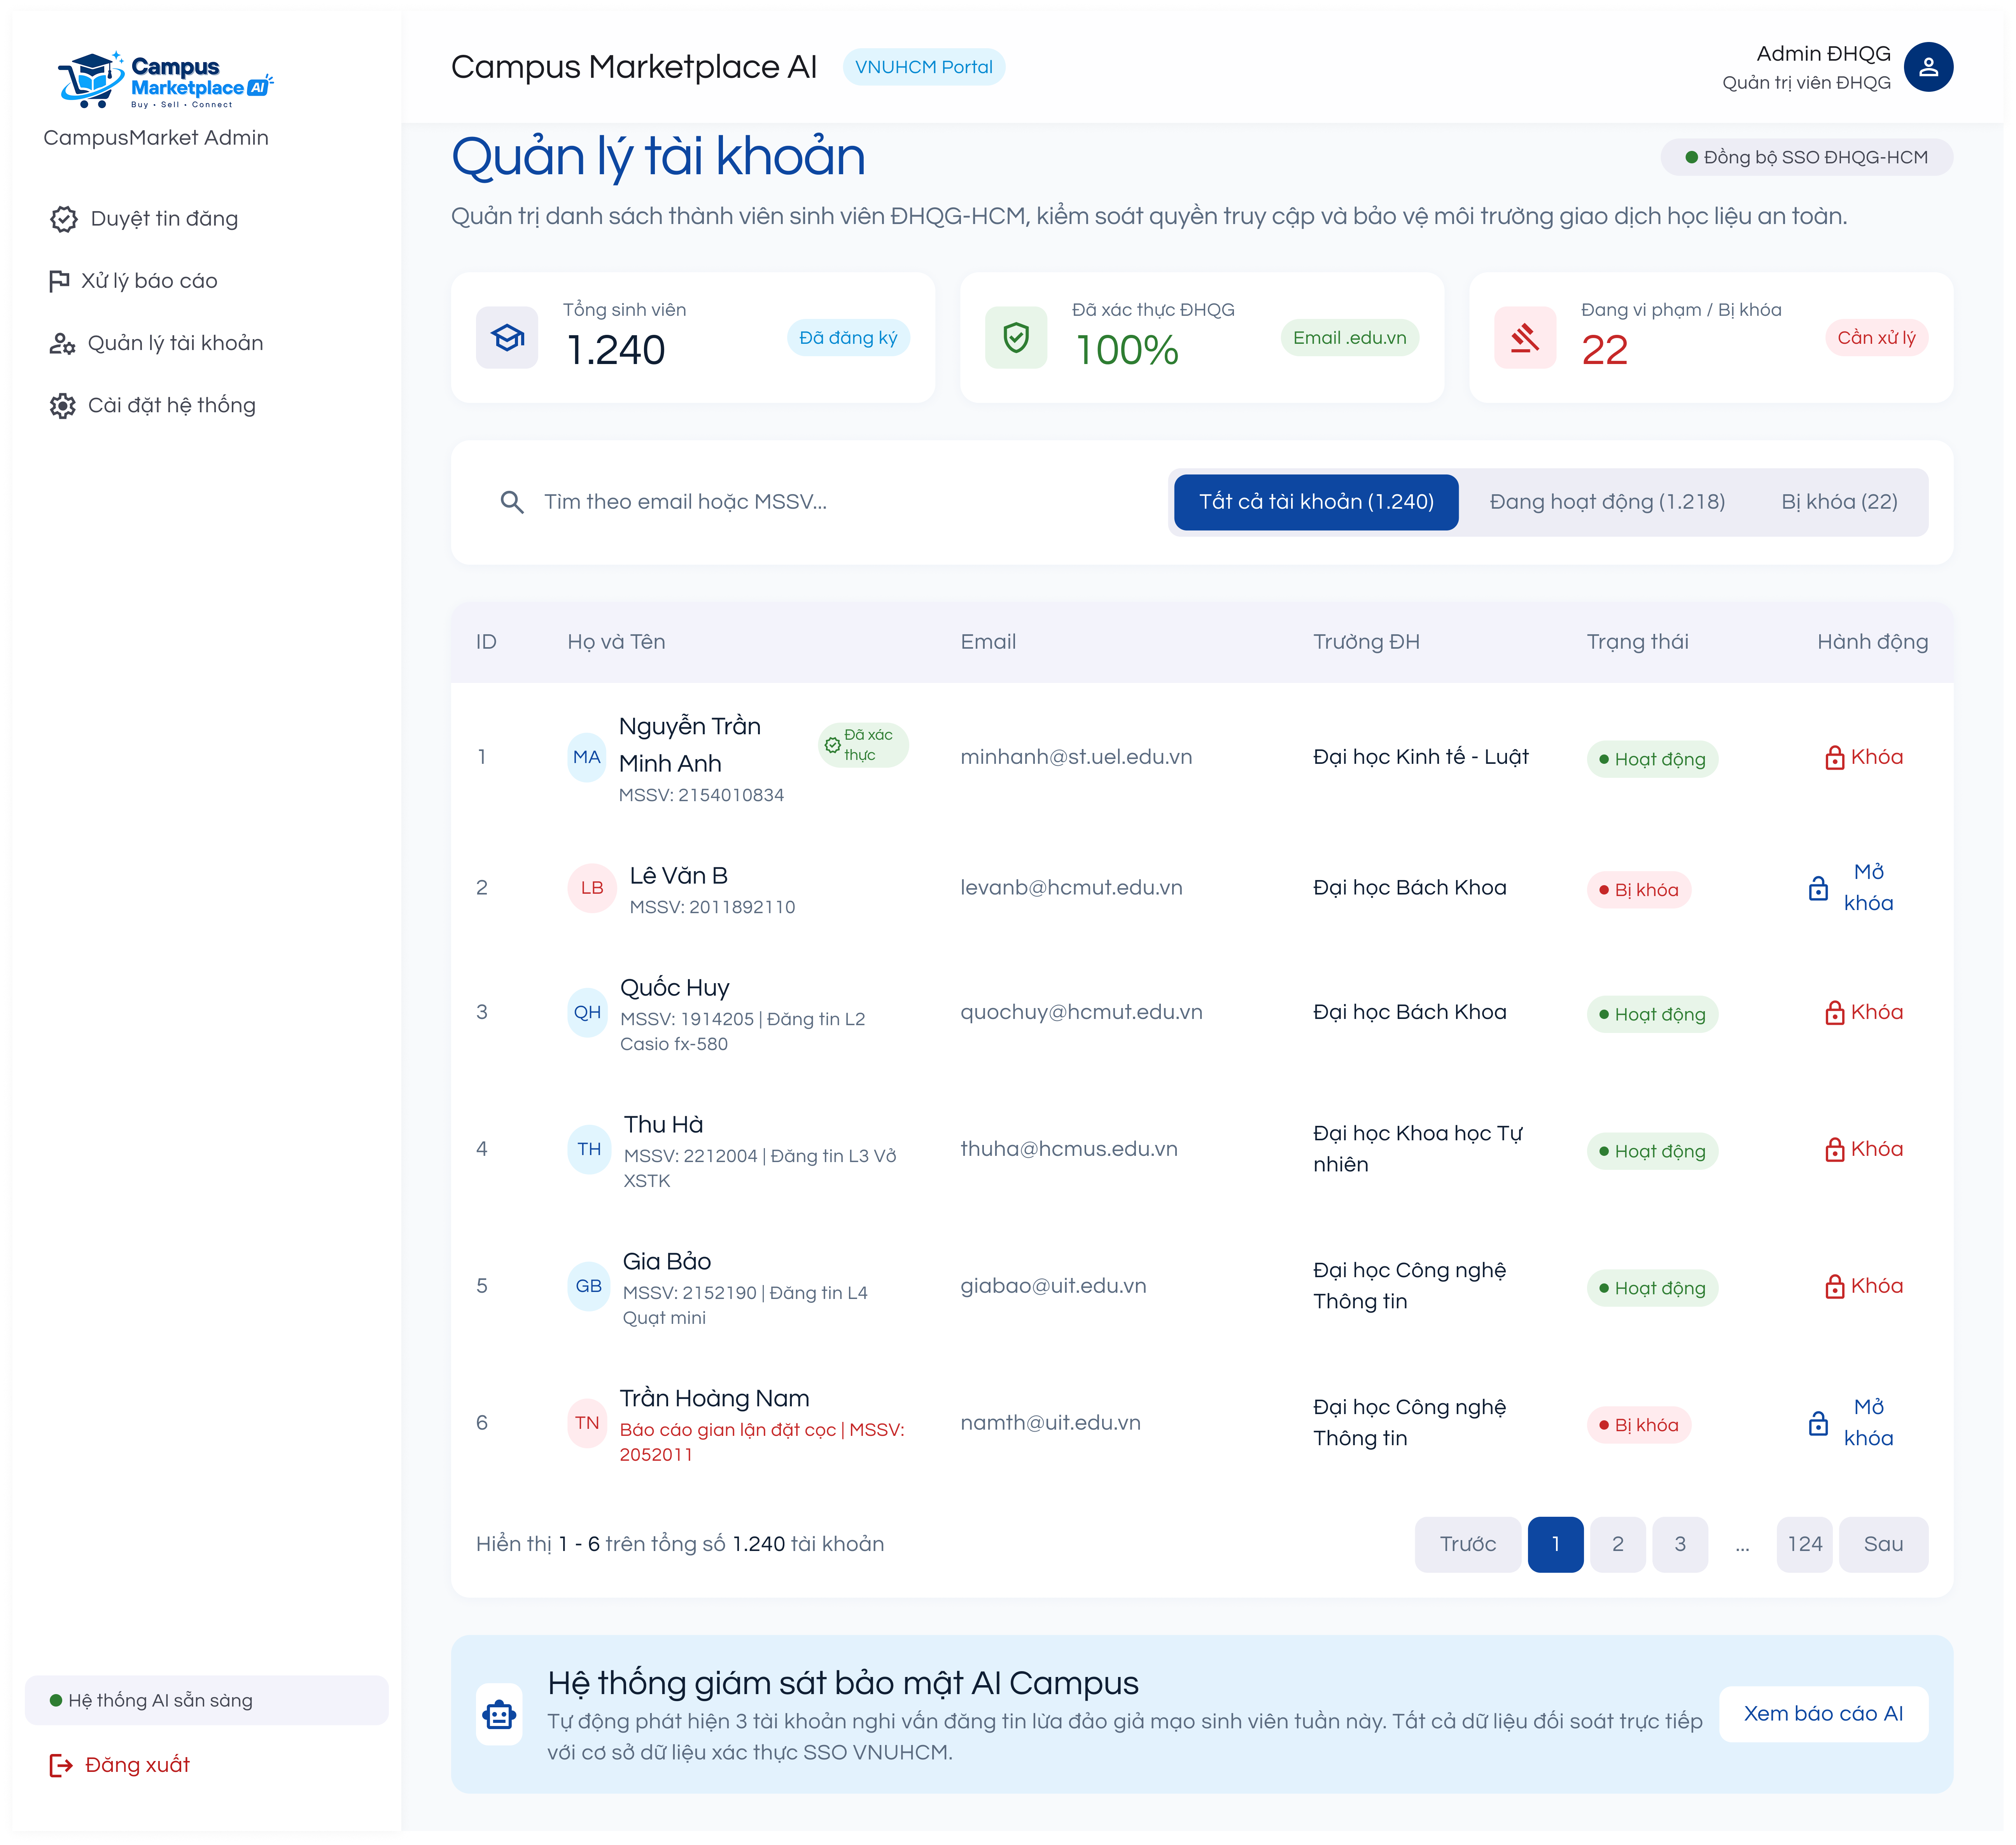 Campus
Marketplace AI
Buy • Sell • Connect
CampusMarket Admin
Duyệt tin đăng
Xử lý báo cáo
Quản lý tài khoản
Cài đặt hệ thống
Hệ thống AI sẵn sàng
Đăng xuất
Campus Marketplace AI
VNUHCM Portal
Admin ĐHQG
Quản trị viên ĐHQG
Quản lý tài khoản
Đồng bộ SSO ĐHQG-HCM
Quản trị danh sách thành viên sinh viên ĐHQG-HCM, kiểm soát quyền truy cập và bảo vệ môi trường giao dịch học liệu an toàn.
Tổng sinh viên
1.240
Đã đăng ký
Đã xác thực ĐHQG
100%
Email .edu.vn
Đang vi phạm / Bị khóa
22
Cần xử lý
Tìm theo email hoặc MSSV...
Tất cả tài khoản (1.240)
Đang hoạt động (1.218)
Bị khóa (22)
ID
Họ và Tên
Email
Trường ĐH
Trạng thái
Hành động
1
MA
Nguyễn Trần
Minh Anh
MSSV: 2154010834
Đã xác
thực
minhanh@st.uel.edu.vn
Đại học Kinh tế - Luật
Hoạt động
Khóa
2
LB
Lê Văn B
MSSV: 2011892110
levanb@hcmut.edu.vn
Đại học Bách Khoa
Bị khóa
Mở
khóa
3
QH
Quốc Huy
MSSV: 1914205 | Đăng tin L2
Casio fx-580
quochuy@hcmut.edu.vn
Đại học Bách Khoa
Hoạt động
Khóa
4
TH
Thu Hà
MSSV: 2212004 | Đăng tin L3 Vở
XSTK
thuha@hcmus.edu.vn
Đại học Khoa học Tự
nhiên
Hoạt động
Khóa
5
GB
Gia Bảo
MSSV: 2152190 | Đăng tin L4
Quạt mini
giabao@uit.edu.vn
Đại học Công nghệ
Thông tin
Hoạt động
Khóa
6
TN
Trần Hoàng Nam
Báo cáo gian lận đặt cọc | MSSV:
2052011
namth@uit.edu.vn
Đại học Công nghệ
Thông tin
Bị khóa
Mở
khóa
Hiển thị 1 - 6 trên tổng số 1.240 tài khoản
Trước
1
2
3
...
124
Sau
Hệ thống giám sát bảo mật AI Campus
Tự động phát hiện 3 tài khoản nghi vấn đăng tin lừa đảo giả mạo sinh viên tuần này. Tất cả dữ liệu đối soát trực tiếp
với cơ sở dữ liệu xác thực SSO VNUHCM.
Xem báo cáo AI